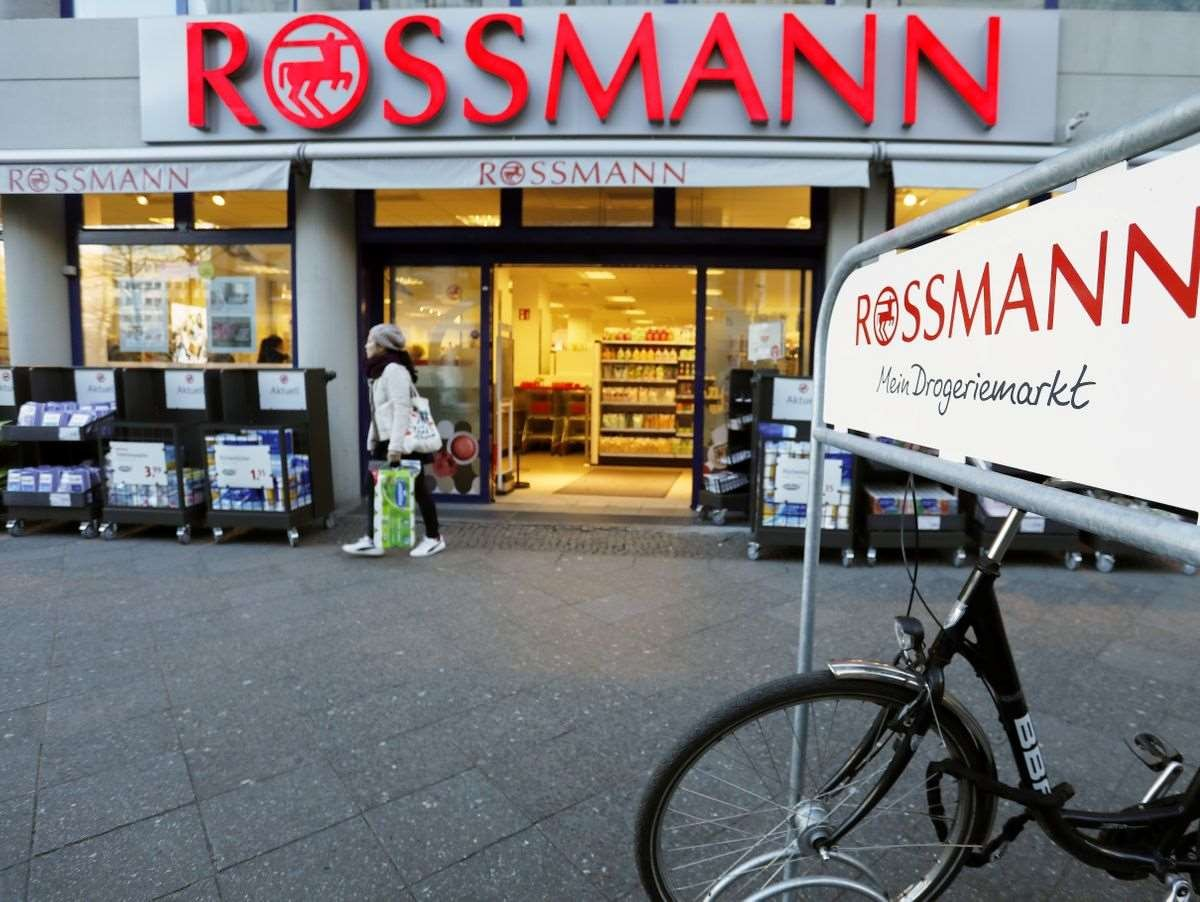 ROSSMANN
ROSSMANN
ROSSMANN
ROSSMANN
Mein Drogeriemarkt
Aktuell
Aktuell
Aktuell
Aktuell
BBF